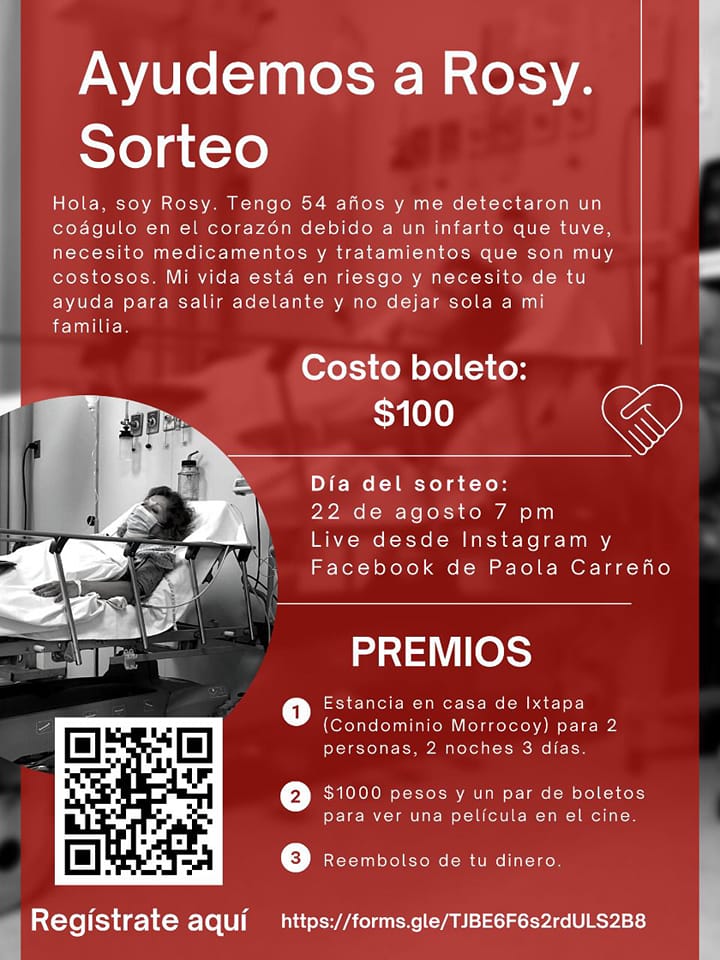 Ayudemos a Rosy.
Sorteo
Hola, soy Rosy. Tengo 54 años y me detectaron un
coágulo en el corazón debido a un infarto que tuve,
necesito medicamentos y tratamientos que son muy
costosos. Mi vida está en riesgo y necesito de tu
ayuda para salir adelante y no dejar sola a mi
familia.
Costo boleto:
$100
Día del sorteo:
22 de agosto 7 pm
Live desde Instagram y
Facebook de Paola Carreño
PREMIOS
1 Estancia en casa de Ixtapa
(Condominio Morrocoy) para 2
personas, 2 noches 3 días.
2 $1000 pesos y un par de boletos
para ver una película en el cine.
3 Reembolso de tu dinero.
Regístrate aquí
https://forms.gle/TJBE6F6s2rdULS2B8